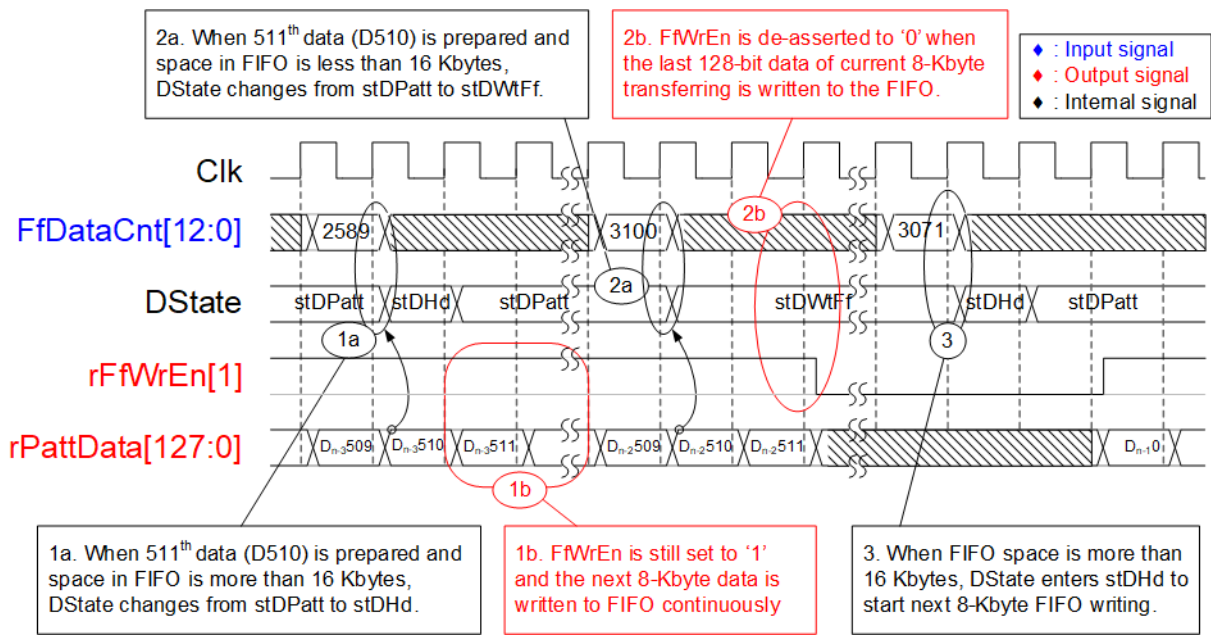 2a. When 511th data (D510) is prepared and
space in FIFO is less than 16 Kbytes,
DState changes from stDPatt to stDWtFf.
2b. FfWrEn is de-asserted to ‘0’ when
the last 128-bit data of current 8-Kbyte
transferring is written to the FIFO.
♦ : Input signal
♦ : Output signal
♦ : Internal signal
Clk
FfDataCnt[12:0]
2589
3100
2b
3071
DState
stDPatt
stDHd
stDPatt
2a
stDWtFf
stDHd
stDPatt
1a
3
rFfWrEn[1]
rPattData[127:0]
Dn-3509
Dn-3510
Dn-3511
Dn-2509
Dn-2510
Dn-2511
Dn-10
1b
1a. When 511th data (D510) is prepared and
space in FIFO is more than 16 Kbytes,
DState changes from stDPatt to stDHd.
1b. FfWrEn is still set to ‘1’
and the next 8-Kbyte data is
written to FIFO continuously
3. When FIFO space is more than
16 Kbytes, DState enters stDHd to
start next 8-Kbyte FIFO writing.